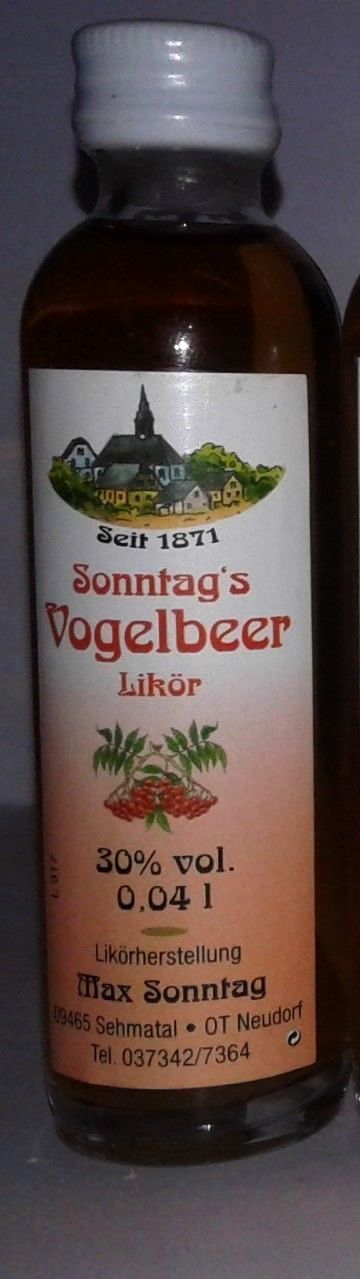 Seit 1871
Sonntag's
Vogelbeer
Likör
30% vol.
0,04 l
L 917
Likörherstellung
Max Sonntag
09465 Sehmatal • OT Neudorf
Tel. 037342/7364